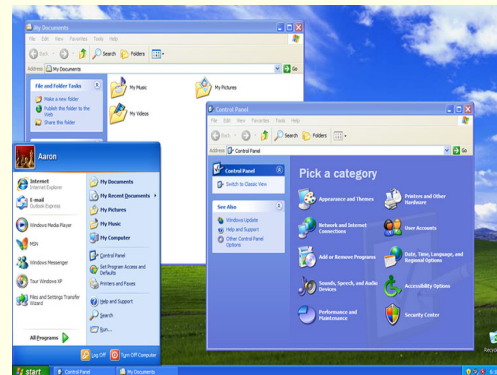 My Documents
File Edit View Favorites Tools Help
Back Search Folders
Address My Documents Go
File and Folder Tasks
Make a new folder
Publish this folder to the Web
Share this folder
My Music
My Pictures
My Videos
Control Panel
File Edit View Favorites Tools Help
Back Search Folders
Address Control Panel Go
Control Panel
Switch to Classic View
See Also
Windows Update
Help and Support
Other Control Panel
Options
Pick a category
Appearance and Themes
Printers and Other
Hardware
Network and Internet
Connections
User Accounts
Add or Remove Programs
Date, Time, Language, and
Regional Options
Sounds, Speech, and Audio
Devices
Accessibility Options
Performance and
Maintenance
Security Center
Aaron
Internet
Internet Explorer
E-mail
Outlook Express
Windows Media Player
MSN
Windows Messenger
Tour Windows XP
Files and Settings Transfer
Wizard
All Programs
My Documents
My Recent Documents
My Pictures
My Music
My Computer
Control Panel
Set Program Access and
Defaults
Printers and Faxes
Help and Support
Search
Run...
Log Off Turn Off Computer
start Control Panel My Documents